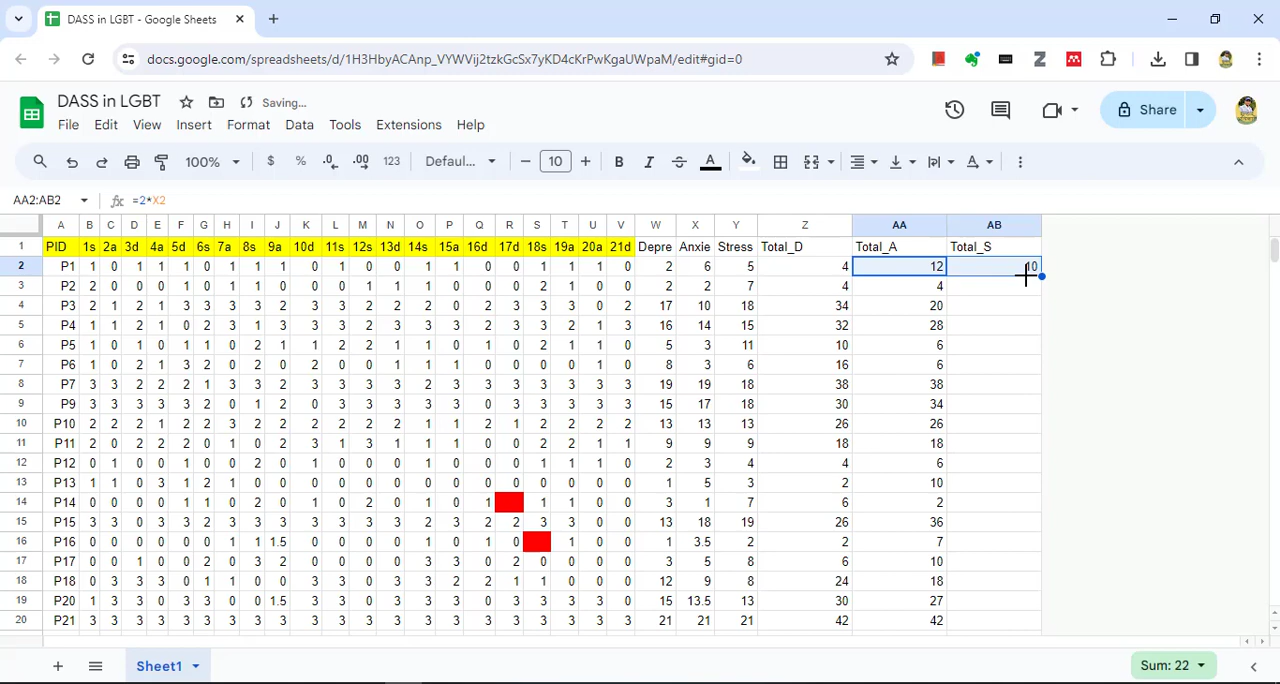 DASS in LGBT - Google Sheets
docs.google.com/spreadsheets/d/1H3HbyACAnp_VYWVij2tzkGcSx7yKD4cKrPwKgaUWpaM/edit#gid=0
DASS in LGBT Saving... Share
File Edit View Insert Format Data Tools Extensions Help
100% $ % .0 .00 123 Defaul... 10 B I A
AA2:AB2 fx =2*X2
A B C D E F G H I J K L M N O P Q R S T U V W X Y Z AA AB
1 PID 1s 2a 3d 4a 5d 6s 7a 8s 9a 10d 11s 12s 13d 14s 15a 16d 17d 18s 19a 20a 21d Depre Anxie Stress Total_D Total_A Total_S
2 P1 1 0 1 1 1 0 1 1 1 0 1 0 0 1 1 0 0 1 1 1 0 2 6 5 4 12 10
3 P2 2 0 0 0 1 0 1 1 0 0 0 1 1 1 0 0 0 2 1 0 0 2 2 7 4 4
4 P3 2 1 2 1 3 3 3 3 2 3 3 2 3 2 2 0 2 3 3 0 2 17 10 18 34 20
5 P4 1 1 2 1 0 2 3 1 3 3 3 2 3 3 3 2 3 3 2 1 3 16 14 15 32 28
6 P5 1 0 1 0 1 1 0 2 1 1 2 2 1 1 0 1 0 2 1 1 0 5 3 11 10 6
7 P6 1 0 2 1 3 2 0 1 0 2 0 0 1 1 1 0 0 0 1 1 0 8 3 6 16 6
8 P7 3 3 2 2 2 1 3 3 2 3 3 3 3 2 3 3 3 3 3 3 3 19 19 18 38 38
9 P9 3 3 3 3 3 2 0 1 2 0 3 3 3 3 3 0 3 3 3 3 3 15 17 18 30 34
10 P10 2 2 2 1 2 2 3 2 2 2 2 2 2 1 1 2 1 2 2 2 2 13 13 13 26 26
11 P11 2 0 2 2 2 0 1 1 0 3 1 3 1 1 1 0 0 2 2 1 1 9 9 9 18 18
12 P12 0 1 0 0 1 0 0 2 0 1 0 0 0 1 0 0 0 1 1 1 0 2 3 4 4 6
13 P13 1 1 0 3 1 2 1 0 0 0 0 0 0 0 0 0 0 0 0 0 0 1 5 3 2 10
14 P14 0 0 0 0 1 1 0 2 0 1 0 2 0 1 0 1 1 1 0 0 3 1 7 6 2
15 P15 3 3 0 3 3 2 3 3 3 3 3 3 3 2 3 2 2 3 3 0 0 13 18 19 26 36
16 P16 0 0 0 0 0 0 1 1 1.5 0 0 0 0 1 0 1 0 1 0 0 1 3.5 2 2 7
17 P17 0 0 1 0 0 2 0 3 2 0 0 0 0 3 3 0 2 0 0 0 0 3 5 8 6 10
18 P18 0 3 3 3 0 1 1 0 0 3 3 0 3 3 2 2 1 1 0 0 0 12 9 8 24 18
19 P20 1 3 3 0 3 3 0 0 1.5 3 3 0 3 3 3 0 3 3 3 3 0 15 13.5 13 30 27
20 P21 3 3 3 3 3 3 3 3 3 3 3 3 3 3 3 3 3 3 3 3 3 21 21 21 42 42
Sheet1 Sum: 22